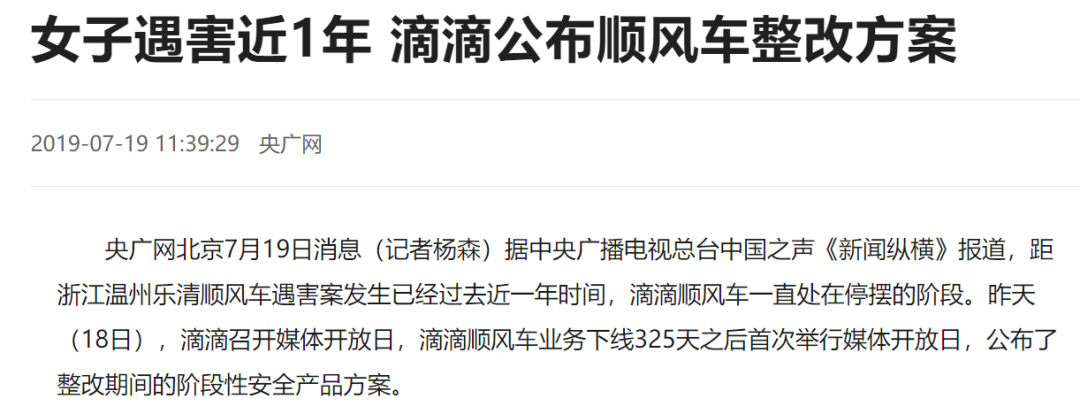 女子遇害近1年 滴滴公布顺风车整改方案
2019-07-19 11:39:29 央广网
央广网北京7月19日消息（记者杨森）据中央广播电视总台中国之声《新闻纵横》报道，距
浙江温州乐清顺风车遇害案发生已经过去近一年时间，滴滴顺风车一直处在停摆的阶段。昨天
（18日），滴滴召开媒体开放日，滴滴顺风车业务下线325天之后首次举行媒体开放日，公布了
整改期间的阶段性安全产品方案。